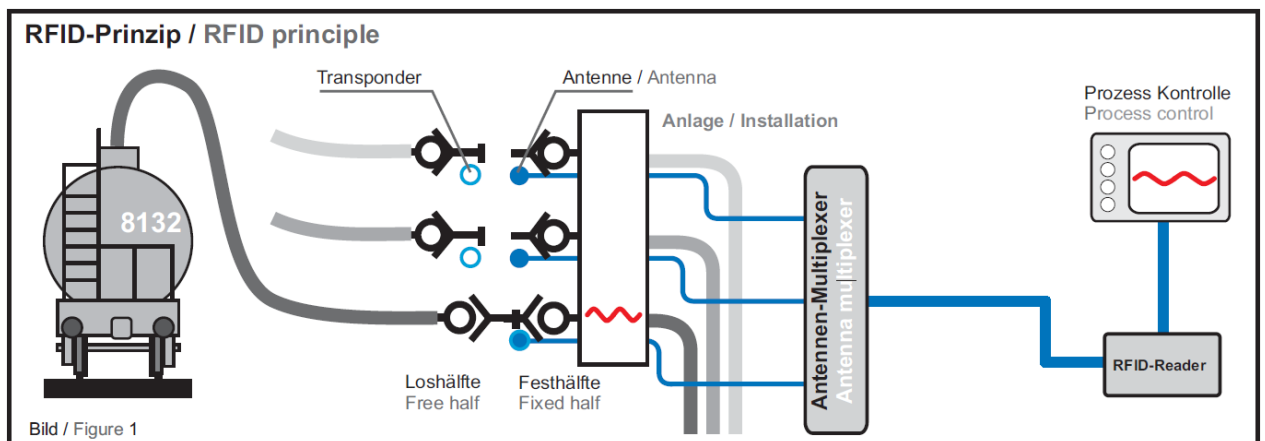 RFID-Prinzip / RFID principle
Transponder
Antenne / Antenna
Anlage / Installation
Prozess Kontrolle
Process control
8132
Antennen-Multiplexer
Antenna multiplexer
RFID-Reader
Loshälfte
Free half
Festhälfte
Fixed half
Bild / Figure 1